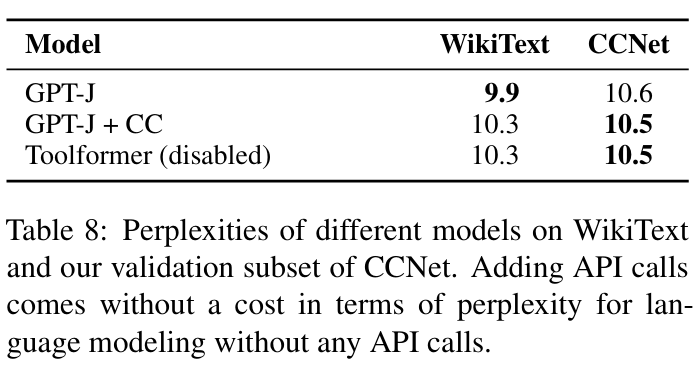 Model WikiText CCNet
GPT-J 9.9 10.6
GPT-J + CC 10.3 10.5
Toolformer (disabled) 10.3 10.5
Table 8: Perplexities of different models on WikiText
and our validation subset of CCNet. Adding API calls
comes without a cost in terms of perplexity for lan-
guage modeling without any API calls.